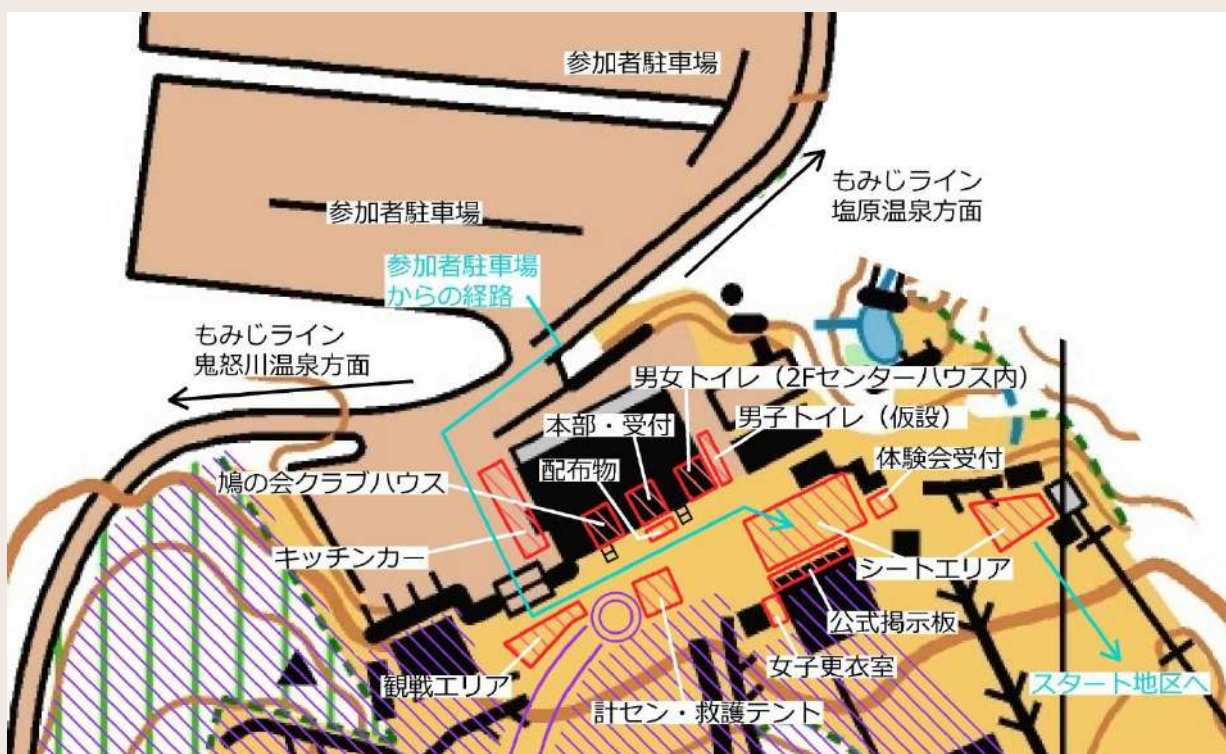 参加者駐車場
もみじライン
塩原温泉方面
参加者駐車場
参加者駐車場
からの経路
もみじライン
鬼怒川温泉方面
男女トイレ（2Fセンターハウス内）
本部・受付
男子トイレ（仮設）
配布物
体験会受付
鳩の会クラブハウス
キッチンカー
シートエリア
公式掲示板
女子更衣室
観戦エリア
スタート地区へ
計セン・救護テント